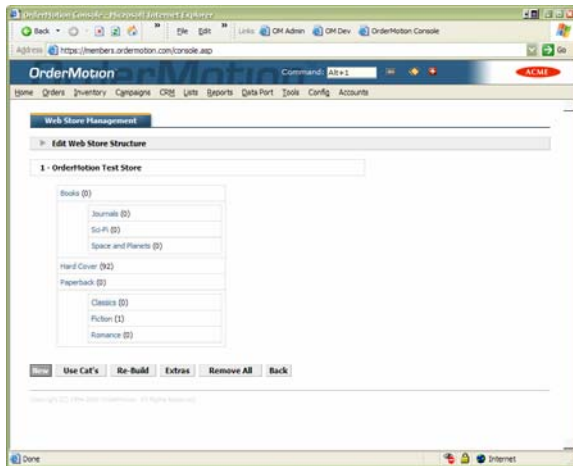 OrderMotion Console - Microsoft Internet Explorer
Back
File Edit
Links
OM Admin
OM Dev
OrderMotion Console
Address
https://members.ordermotion.com/console.asp
Go
OrderMotion
Command: Alt+1
ACME
Home Orders Inventory Campaigns CRM Lists Reports Data Port Tools Config Accounts
Web Store Management
Edit Web Store Structure
1 - OrderMotion Test Store
Books (0)
Journals (0)
Sci-Fi (0)
Space and Planets (0)
Hard Cover (92)
Paperback (0)
Classics (0)
Fiction (1)
Romance (0)
New Use Cat's Re-Build Extras Remove All Back
Done
Internet